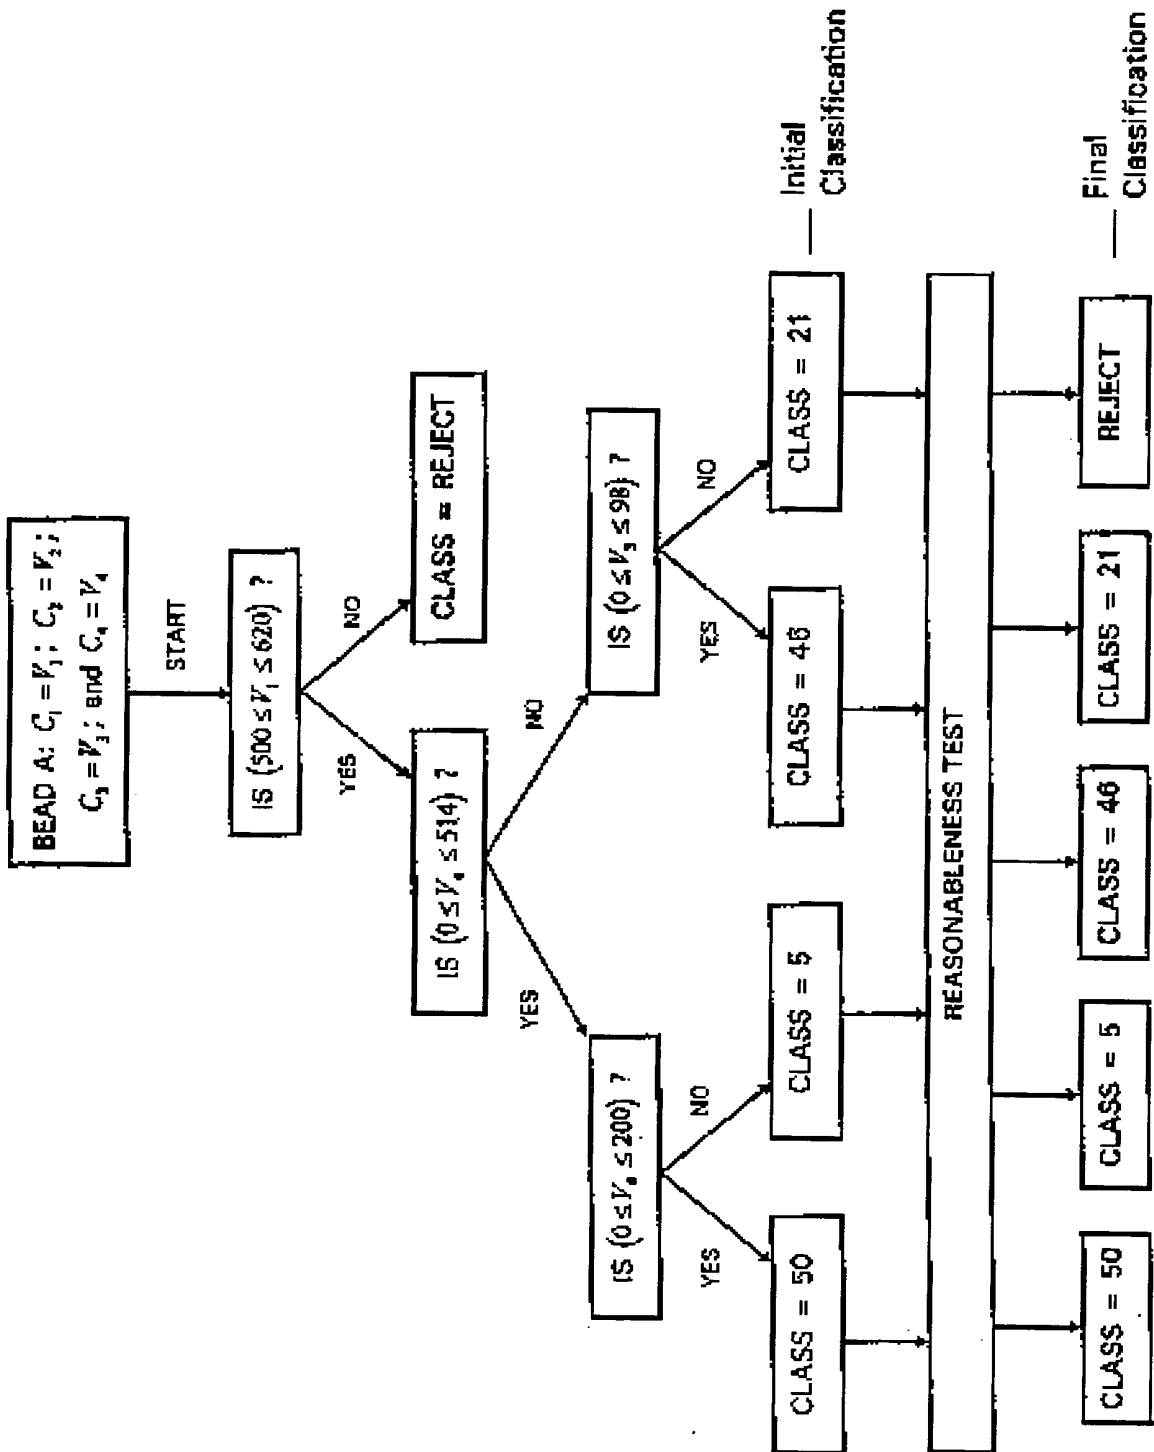 BEAD A: C₁ = V₁; C₂ = V₂;
C₃ = V₃; and C₄ = V₄
START
IS (500 ≤ V₁ ≤ 620) ?
YES
NO
IS (0 ≤ V₄ ≤ 514) ?
CLASS = REJECT
YES
NO
IS (0 ≤ V₄ ≤ 200) ?
IS (0 ≤ V₃ ≤ 98) ?
YES
NO
YES
NO
CLASS = 50
CLASS = 5
CLASS = 46
CLASS = 21
Initial
Classification
REASONABLENESS TEST
CLASS = 50
CLASS = 5
CLASS = 46
CLASS = 21
REJECT
Final
Classification